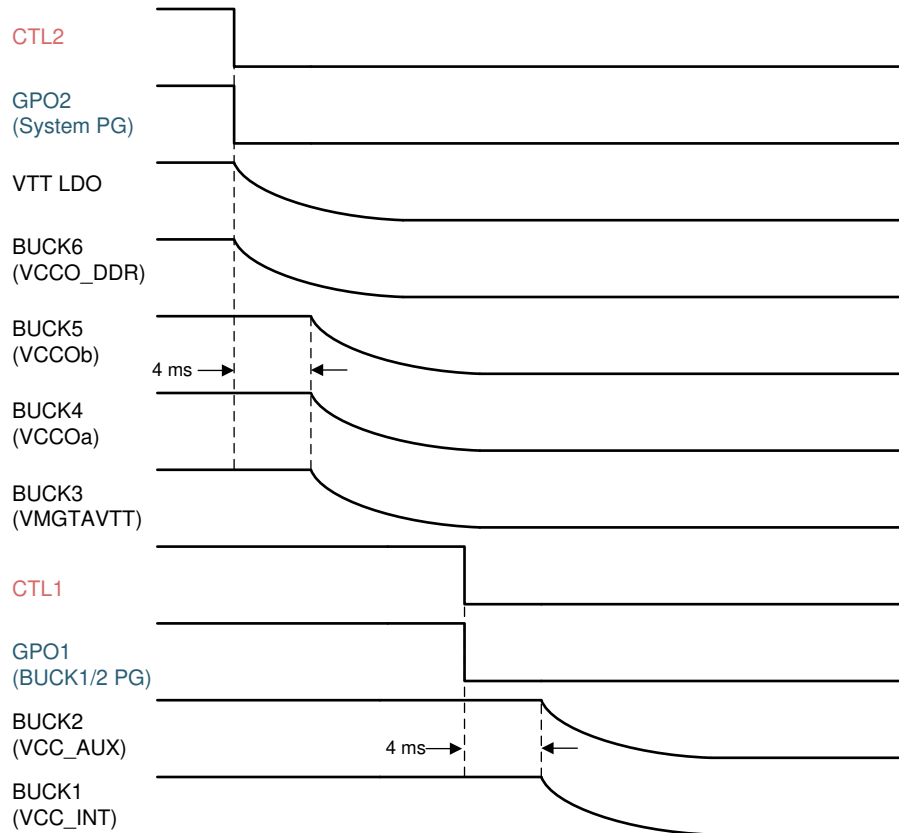 CTL2
GPO2
(System PG)
VTT LDO
BUCK6
(VCCO_DDR)
BUCK5
(VCCOb)
4 ms
BUCK4
(VCCOa)
BUCK3
(VMGTAVTT)
CTL1
GPO1
(BUCK1/2 PG)
BUCK2
(VCC_AUX)
4 ms
BUCK1
(VCC_INT)